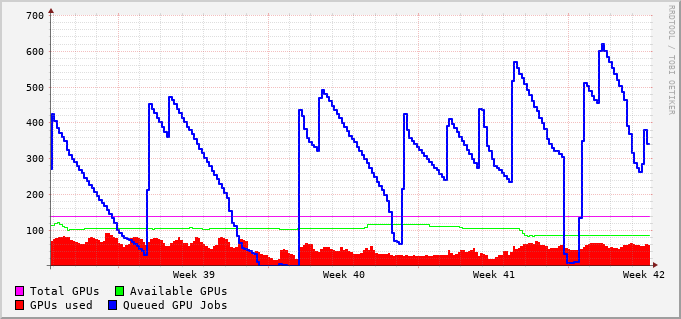 700
600
500
400
300
200
100
Week 39 Week 40 Week 41 Week 42
Total GPUs Available GPUs
GPUs used Queued GPU Jobs
RRDTOOL / TOBI OETIKER